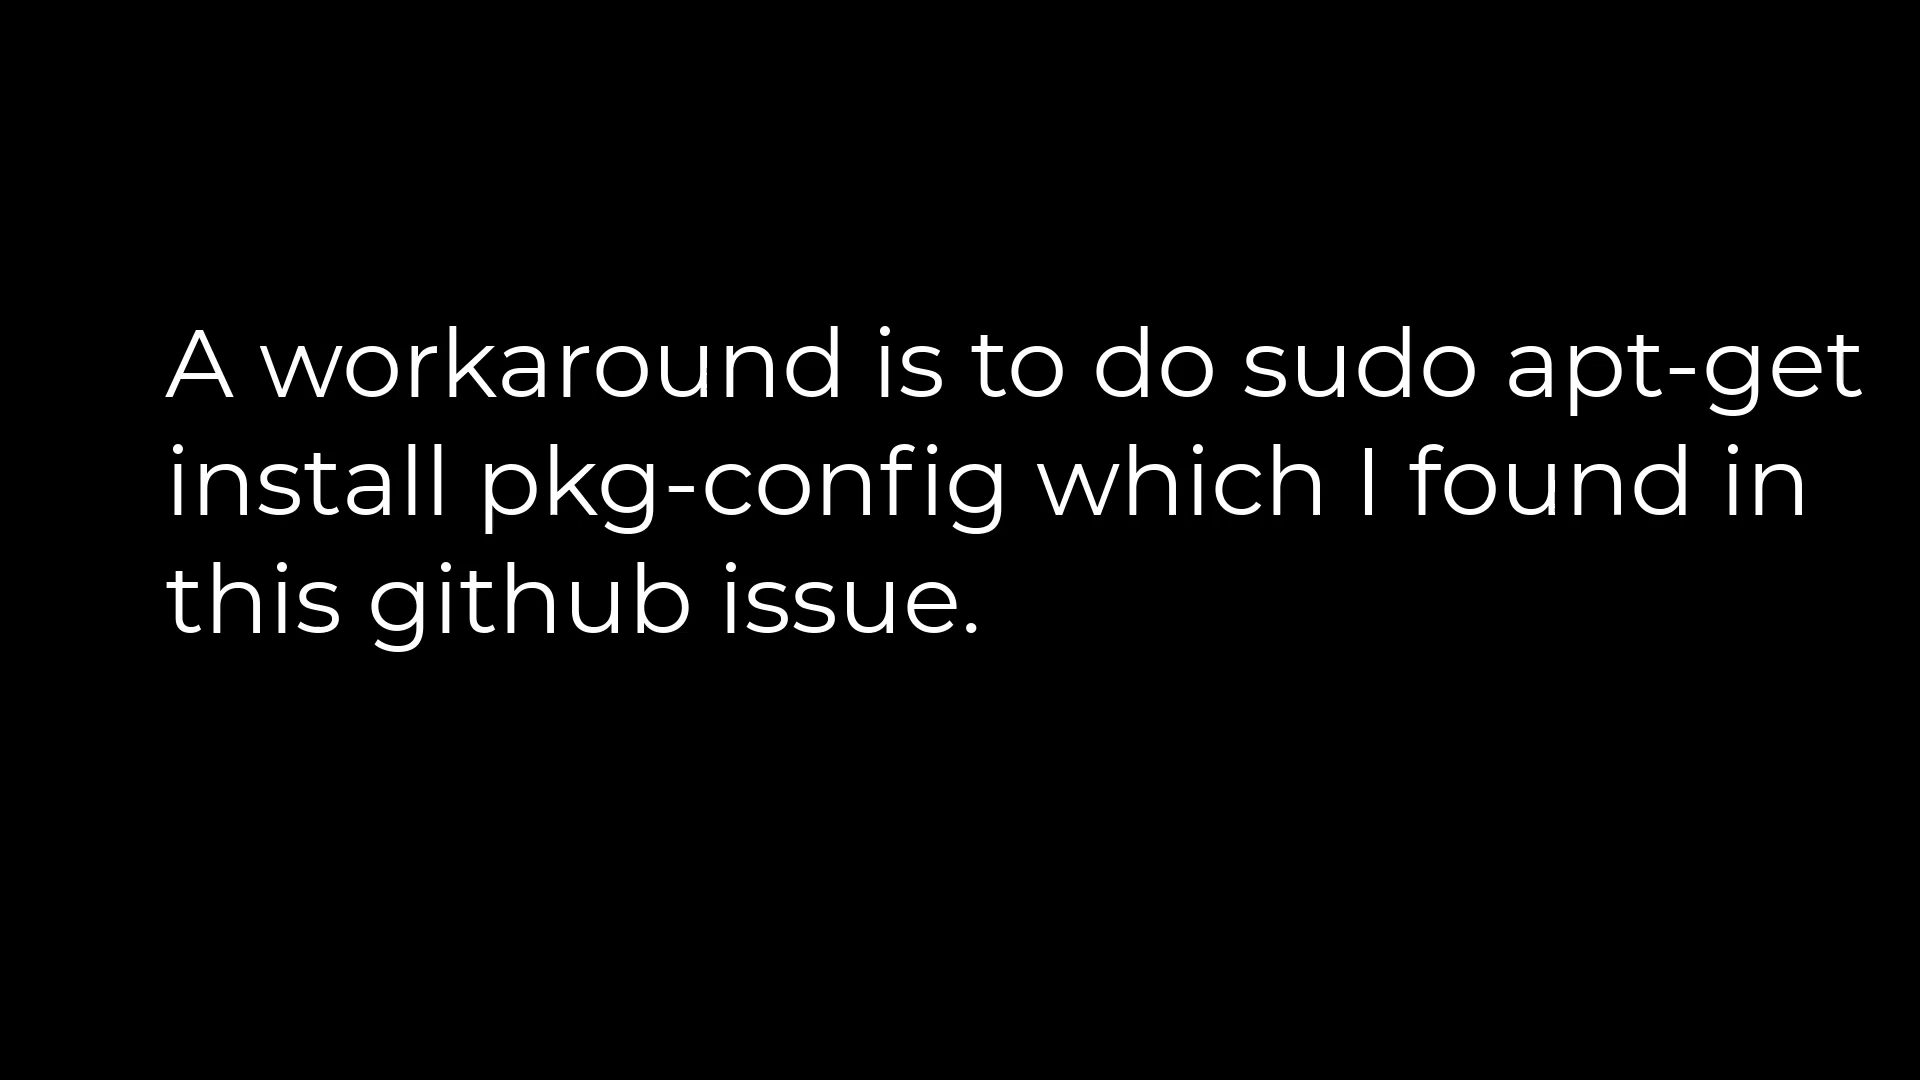 A workaround is to do sudo apt-get
install pkg-config which I found in
this github issue.